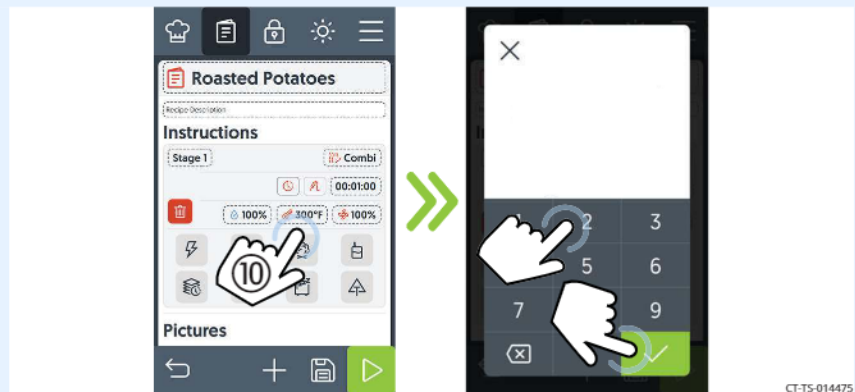 Roasted Potatoes
Recipe Description
Instructions
Stage 1
Combi
00:01:00
100%
300°F
100%
⑩
Pictures
2
3
5
6
7
9
CT-TS-014475